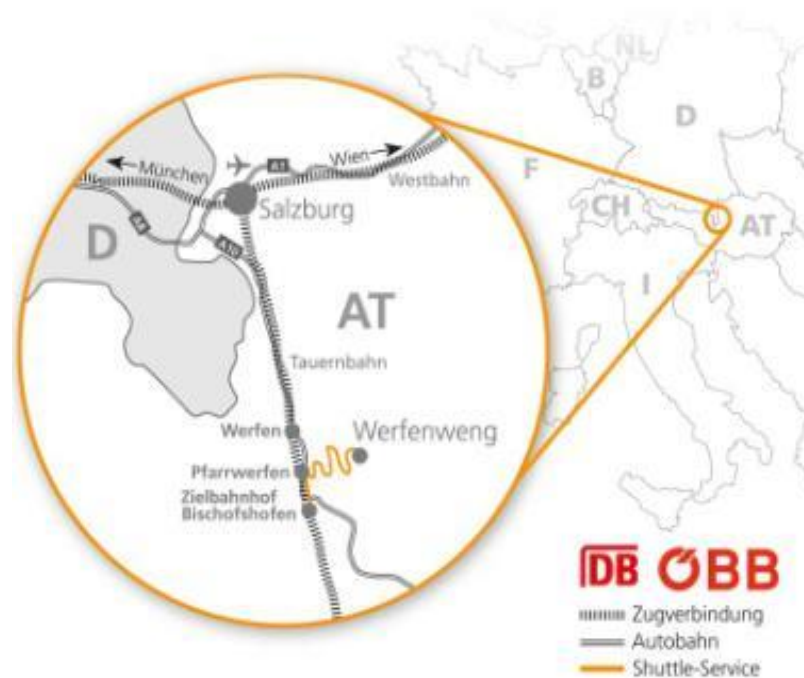 NL
B
D
F
CH
AT
I
München
Wien
A1
Westbahn
Salzburg
A8
A10
D
AT
Tauernbahn
Werfen
Werfenweng
Pfarrwerfen
Zielbahnhof
Bischofshofen
DB ÖBB
Zugverbindung
Autobahn
Shuttle-Service